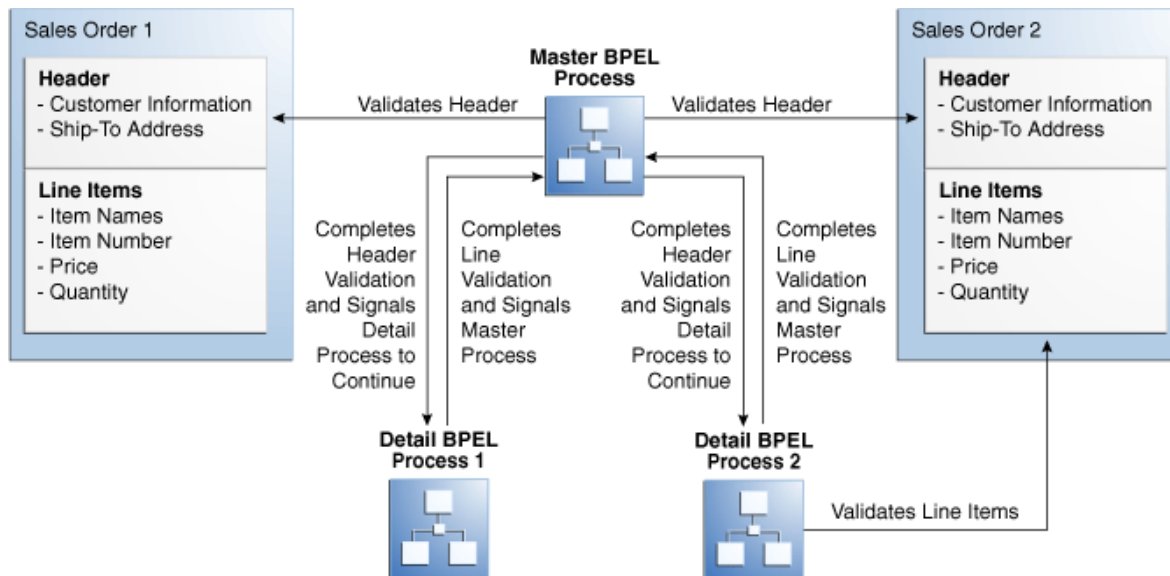 Sales Order 1
Header
- Customer Information
- Ship-To Address
Line Items
- Item Names
- Item Number
- Price
- Quantity
Master BPEL
Process
Validates Header
Validates Header
Sales Order 2
Header
- Customer Information
- Ship-To Address
Line Items
- Item Names
- Item Number
- Price
- Quantity
Completes
Header
Validation
and Signals
Detail
Process to
Continue
Completes
Line
Validation
and Signals
Master
Process
Completes
Header
Validation
and Signals
Detail
Process to
Continue
Completes
Line
Validation
and Signals
Master
Process
Detail BPEL
Process 1
Detail BPEL
Process 2
Validates Line Items